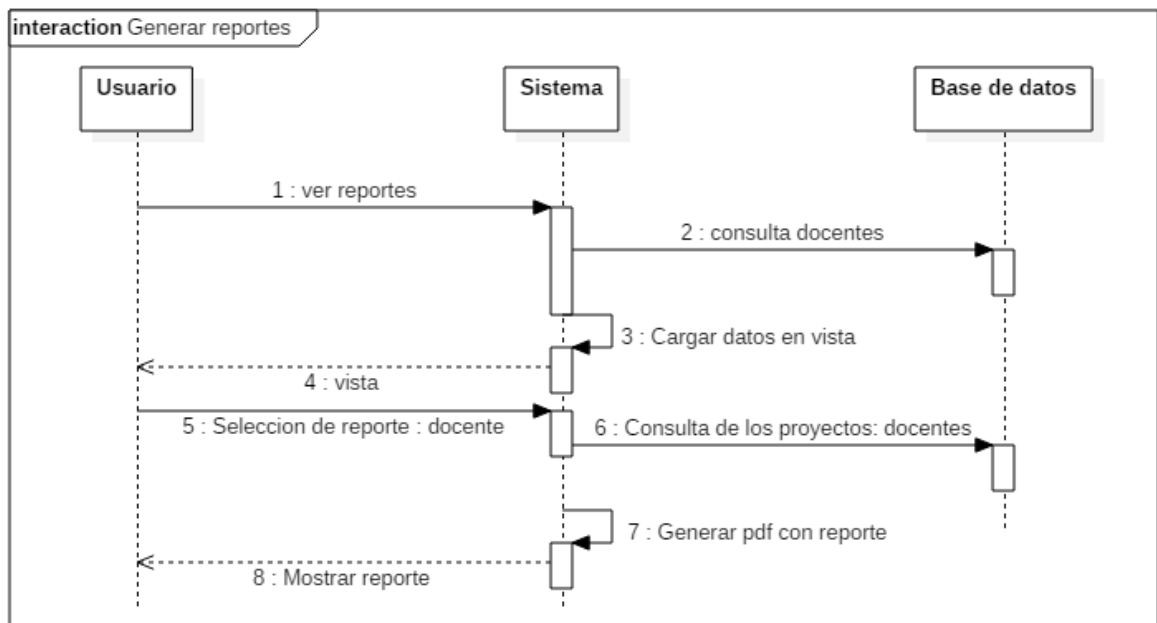 interaction Generar reportes
Usuario
Sistema
Base de datos
1 : ver reportes
2 : consulta docentes
3 : Cargar datos en vista
4 : vista
5 : Seleccion de reporte : docente
6 : Consulta de los proyectos: docentes
7 : Generar pdf con reporte
8 : Mostrar reporte